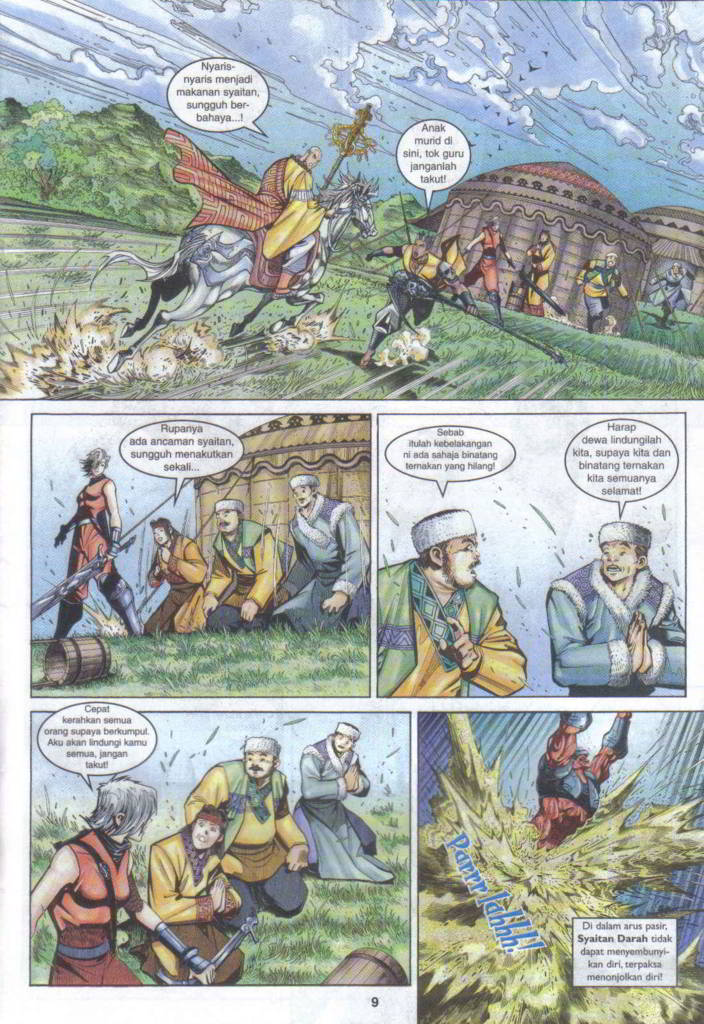 Nyaris-
nyaris menjadi
makanan syaitan,
sungguh ber-
bahaya...!
Anak
murid di
sini, tok guru
janganlah
takut!
Rupanya
ada ancaman syaitan,
sungguh menakutkan
sekali...
Sebab
itulah kebelakangan
ni ada sahaja binatang
ternakan yang hilang!
Harap
dewa lindungilah
kita, supaya kita dan
binatang ternakan
kita semuanya
selamat!
Cepat
kerahkan semua
orang supaya berkumpul.
Aku akan lindungi kamu
semua, jangan
takut!
Di dalam arus pasir,
Syaitan Darah tidak
dapat menyembunyi-
kan diri, terpaksa
menonjolkan diri!
9